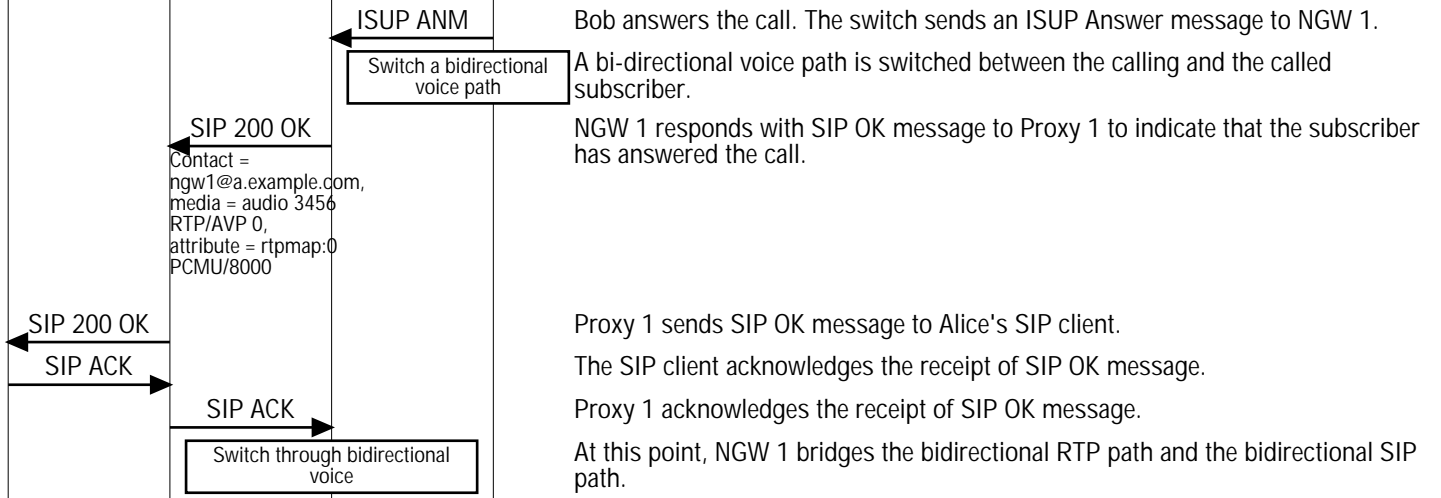 ISUP ANM
Bob answers the call. The switch sends an ISUP Answer message to NGW 1.
Switch a bidirectional
voice path
A bi-directional voice path is switched between the calling and the called
subscriber.
SIP 200 OK
NGW 1 responds with SIP OK message to Proxy 1 to indicate that the subscriber
has answered the call.
Contact =
ngw1@a.example.com,
media = audio 3456
RTP/AVP 0,
attribute = rtpmap:0
PCMU/8000
SIP 200 OK
Proxy 1 sends SIP OK message to Alice's SIP client.
SIP ACK
The SIP client acknowledges the receipt of SIP OK message.
SIP ACK
Proxy 1 acknowledges the receipt of SIP OK message.
Switch through bidirectional
voice
At this point, NGW 1 bridges the bidirectional RTP path and the bidirectional SIP
path.